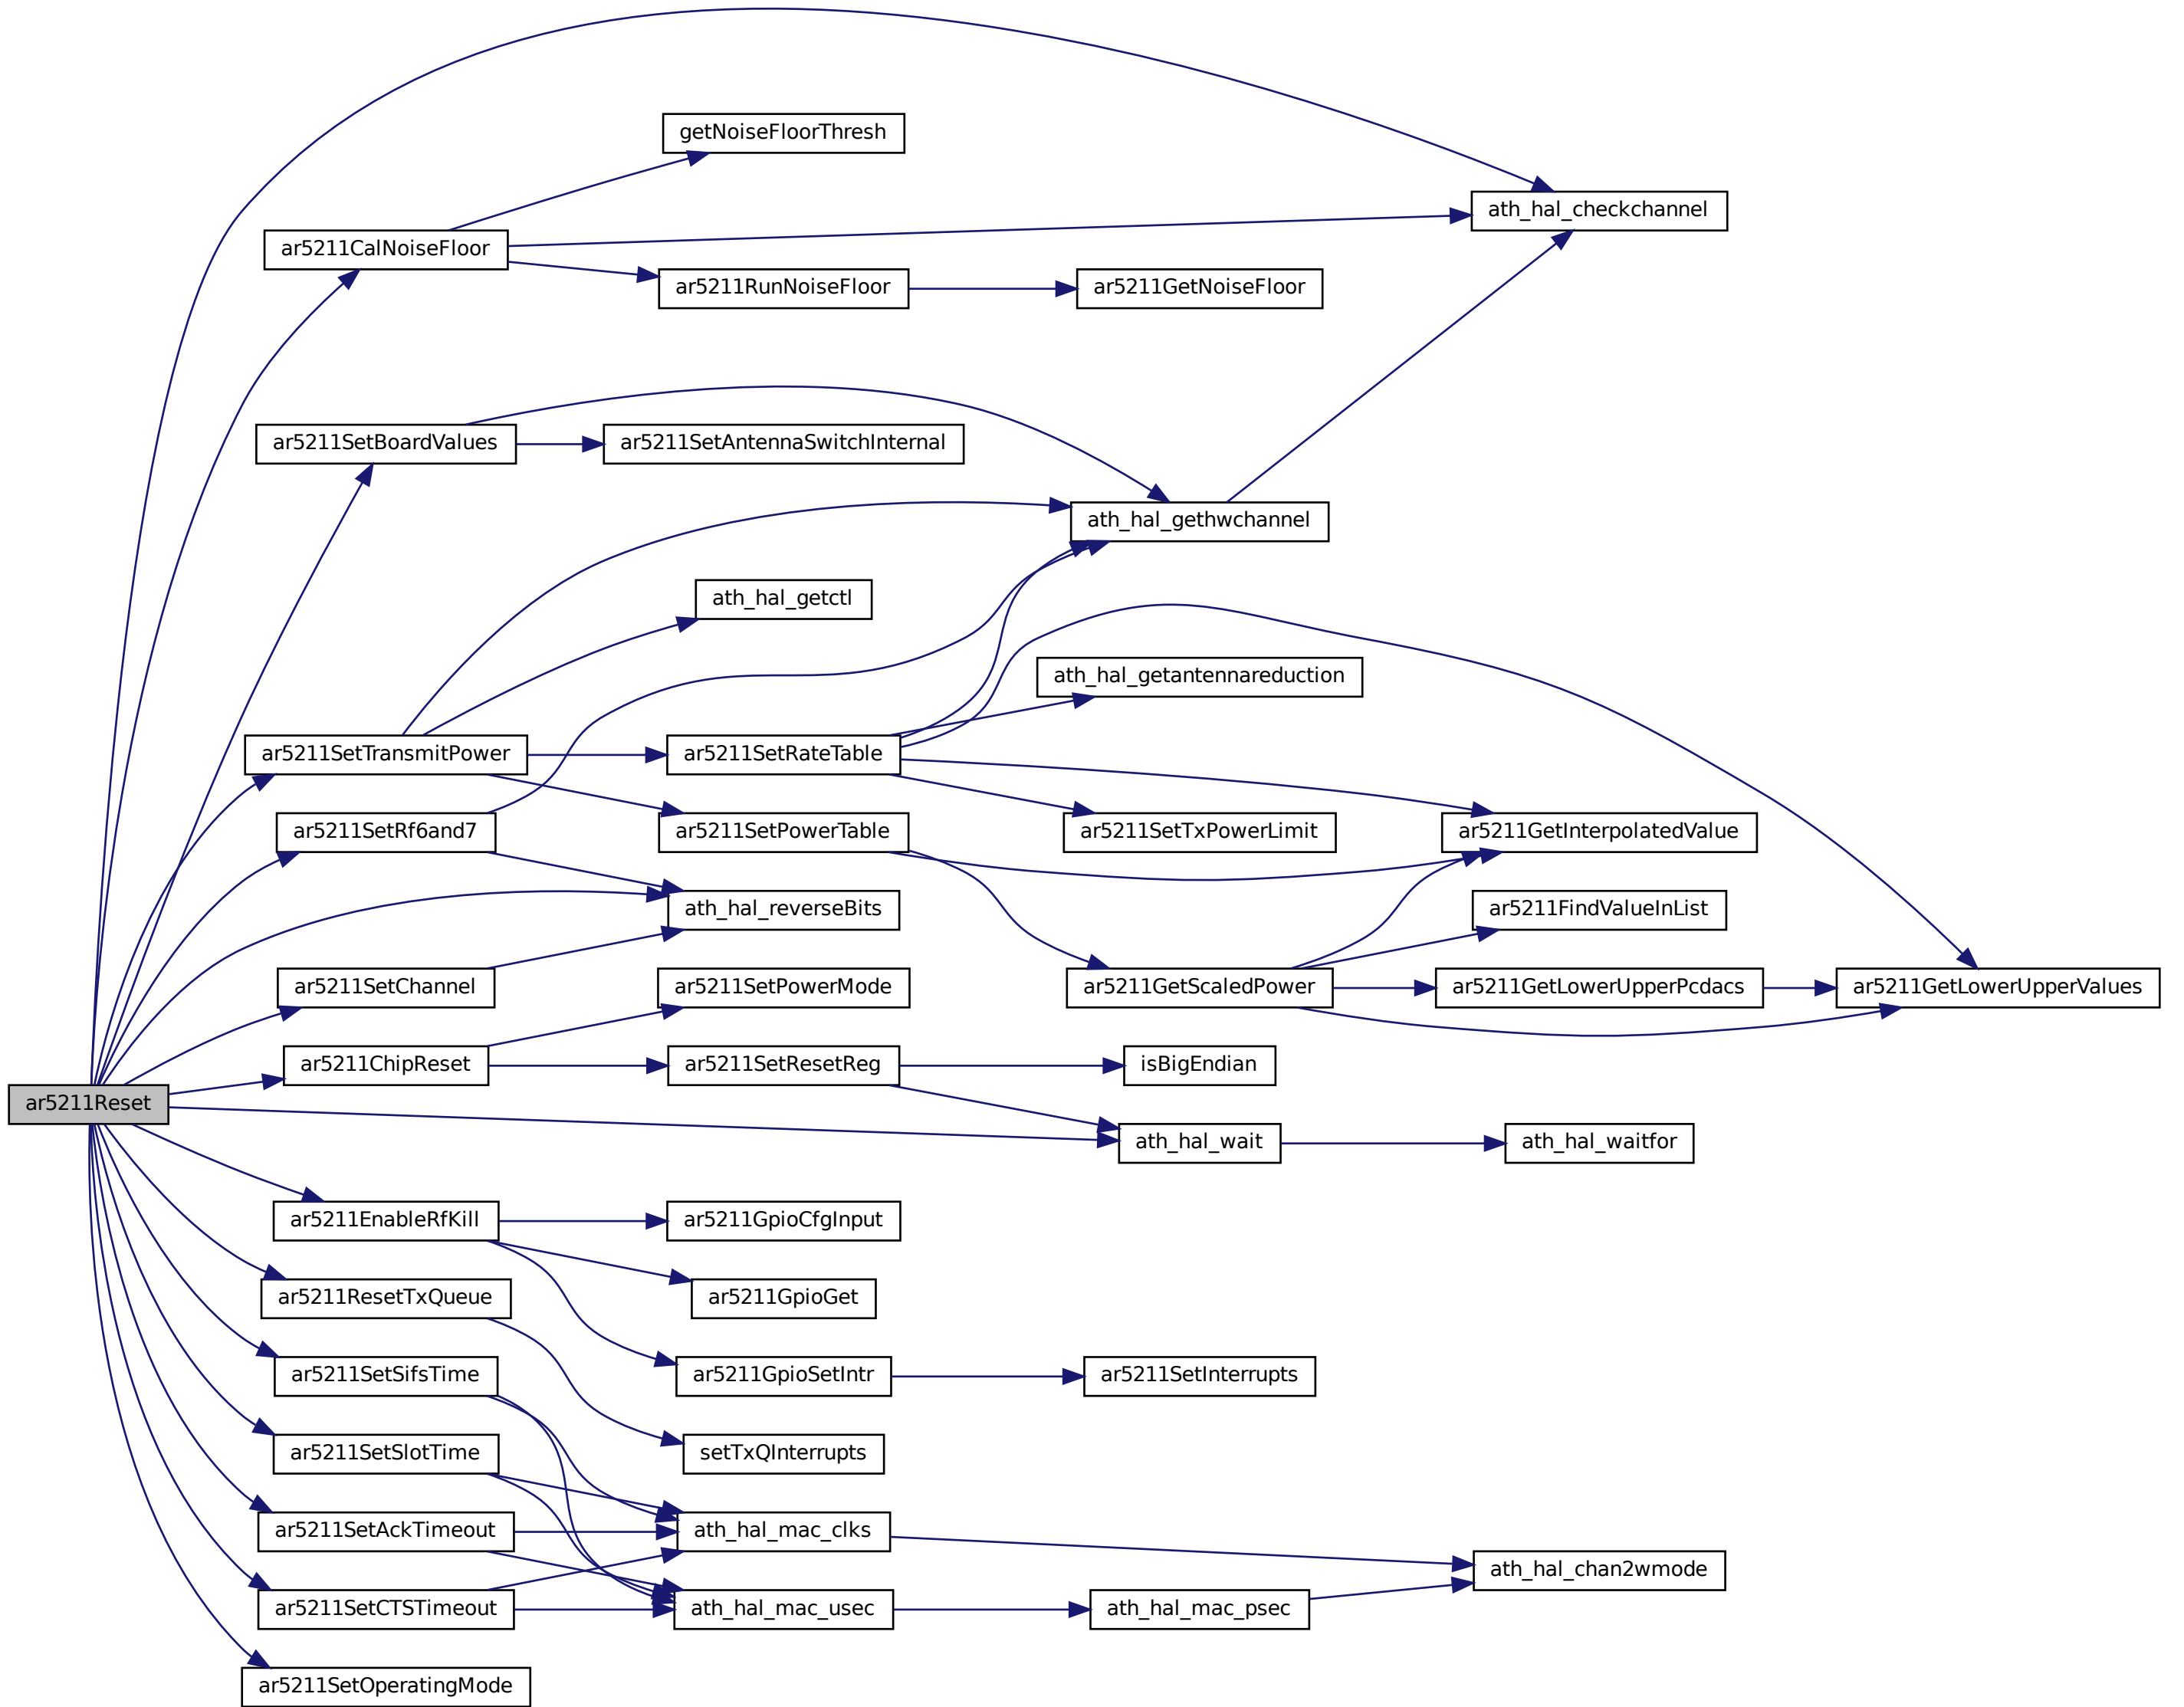 getNoiseFloorThresh
ath_hal_checkchannel
ar5211CalNoiseFloor
ar5211RunNoiseFloor
ar5211GetNoiseFloor
ar5211SetBoardValues
ar5211SetAntennaSwitchInternal
ath_hal_gethwchannel
ath_hal_getctl
ath_hal_getantennareduction
ar5211SetTransmitPower
ar5211SetRateTable
ar5211SetRf6and7
ar5211SetPowerTable
ar5211SetTxPowerLimit
ar5211GetInterpolatedValue
ath_hal_reverseBits
ar5211FindValueInList
ar5211SetChannel
ar5211SetPowerMode
ar5211GetScaledPower
ar5211GetLowerUpperPcdacs
ar5211GetLowerUpperValues
ar5211ChipReset
ar5211SetResetReg
isBigEndian
ar5211Reset
ath_hal_wait
ath_hal_waitfor
ar5211EnableRfKill
ar5211GpioCfgInput
ar5211ResetTxQueue
ar5211GpioGet
ar5211SetSifsTime
ar5211GpioSetIntr
ar5211SetInterrupts
ar5211SetSlotTime
setTxQInterrupts
ar5211SetAckTimeout
ath_hal_mac_clks
ath_hal_chan2wmode
ar5211SetCTSTimeout
ath_hal_mac_usec
ath_hal_mac_psec
ar5211SetOperatingMode